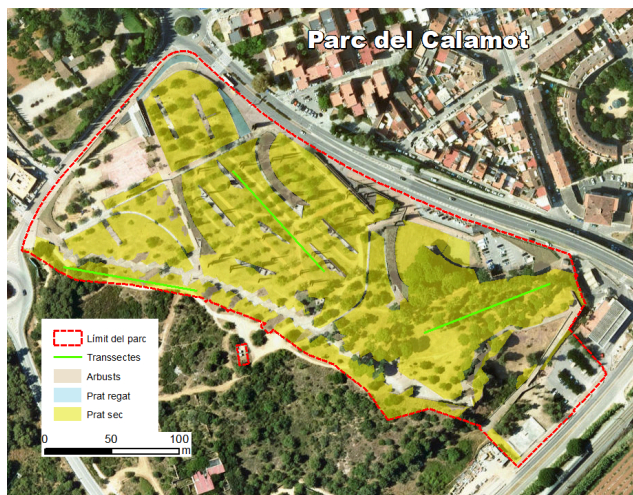 Parc del Calamot
Límit del parc
Transsectes
Arbusts
Prat regat
Prat sec
0 50 100
m